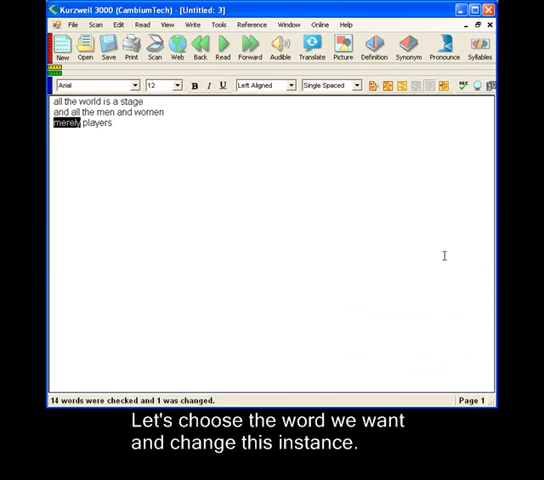 Kurzweil 3000 (CambiumTech) - [Untitled: 3]
File Edit Read View Tools Reference Window Online Help
New Open Save Print Scan Web Back Read Forward Audible Translate Picture Definition Synonym Pronounce Syllables
Arial 12 B I U Left Aligned Single Spaced
all the world is a stage
and all the men and women
merely players
14 words were checked and 1 was changed. Page 1
Let's choose the word we want
and change this instance.